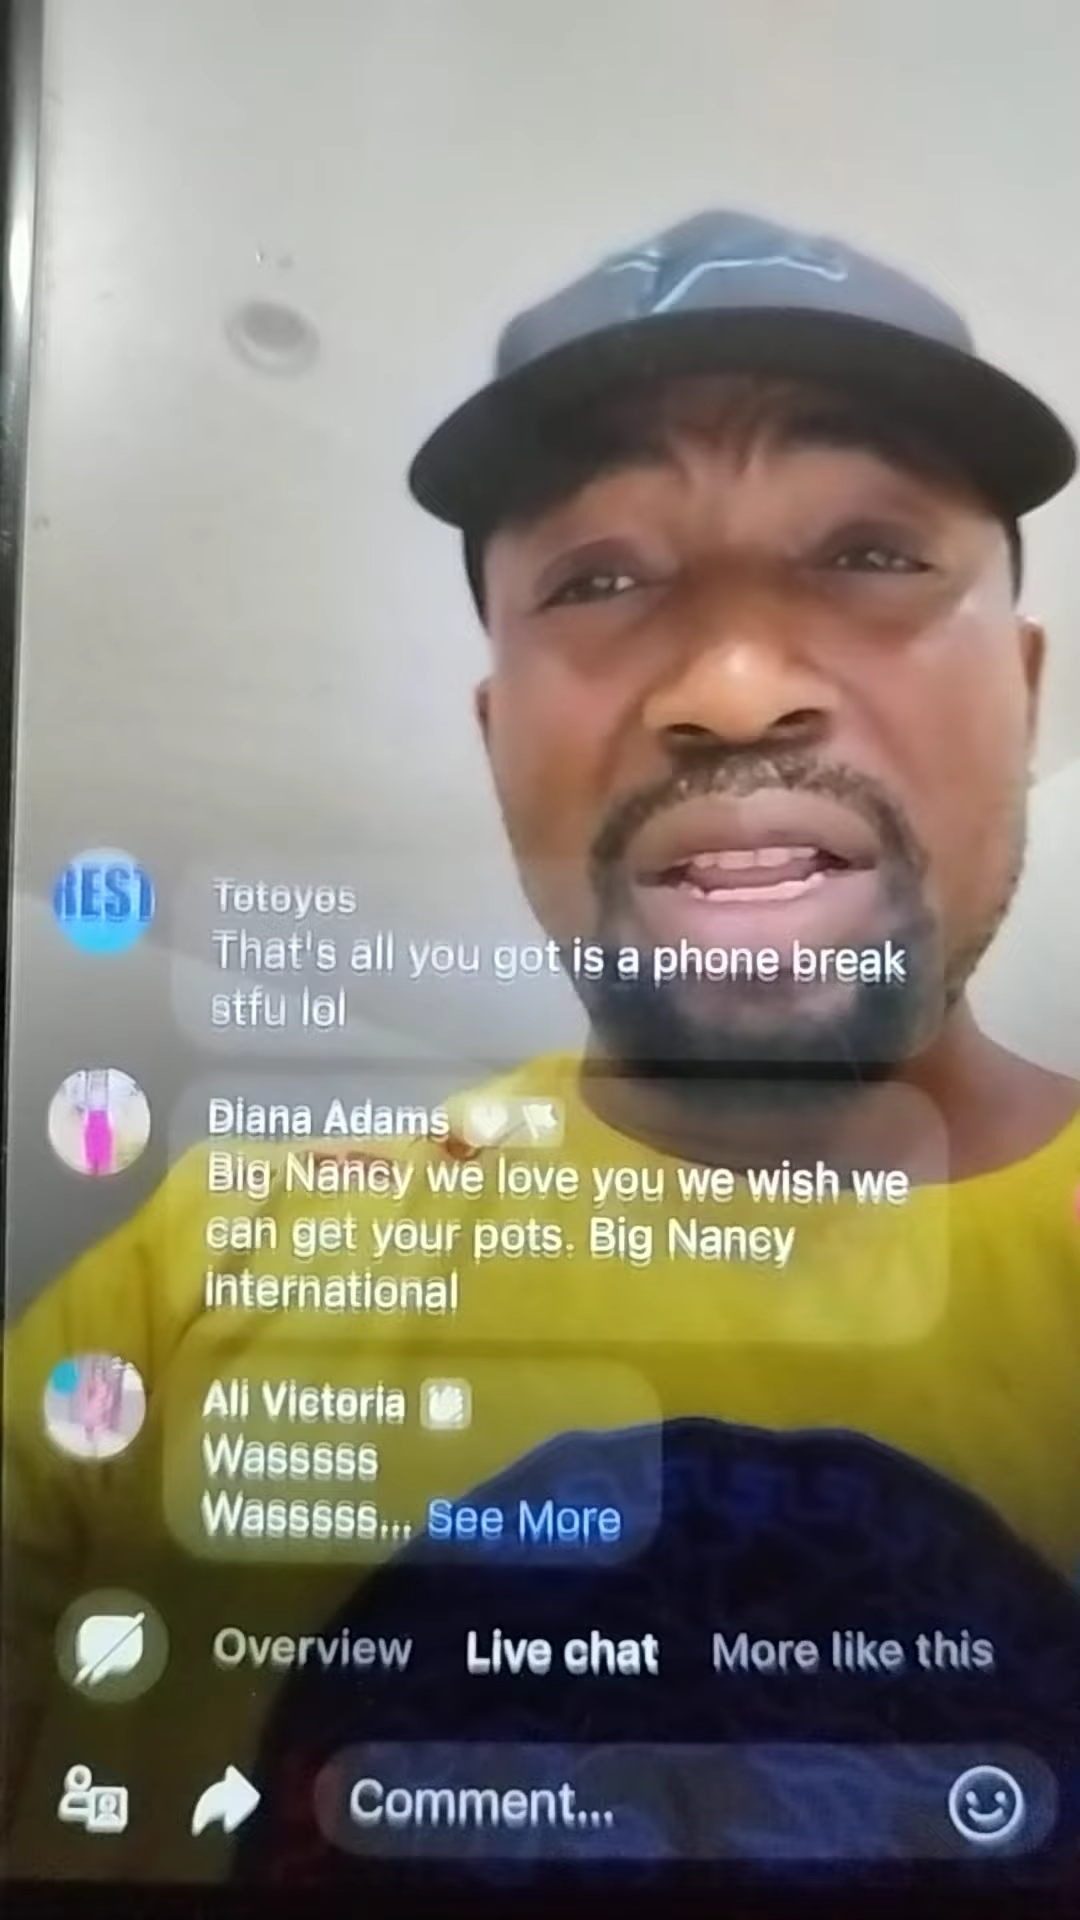 BEST
Totoyos
That's all you got is a phone break
stfu lol
Diana Adams
Big Nancy we love you we wish we
can get your pots. Big Nancy
international
Ali Victoria
Wasssss
Wasssss... See More
Overview Live chat More like this
Comment...